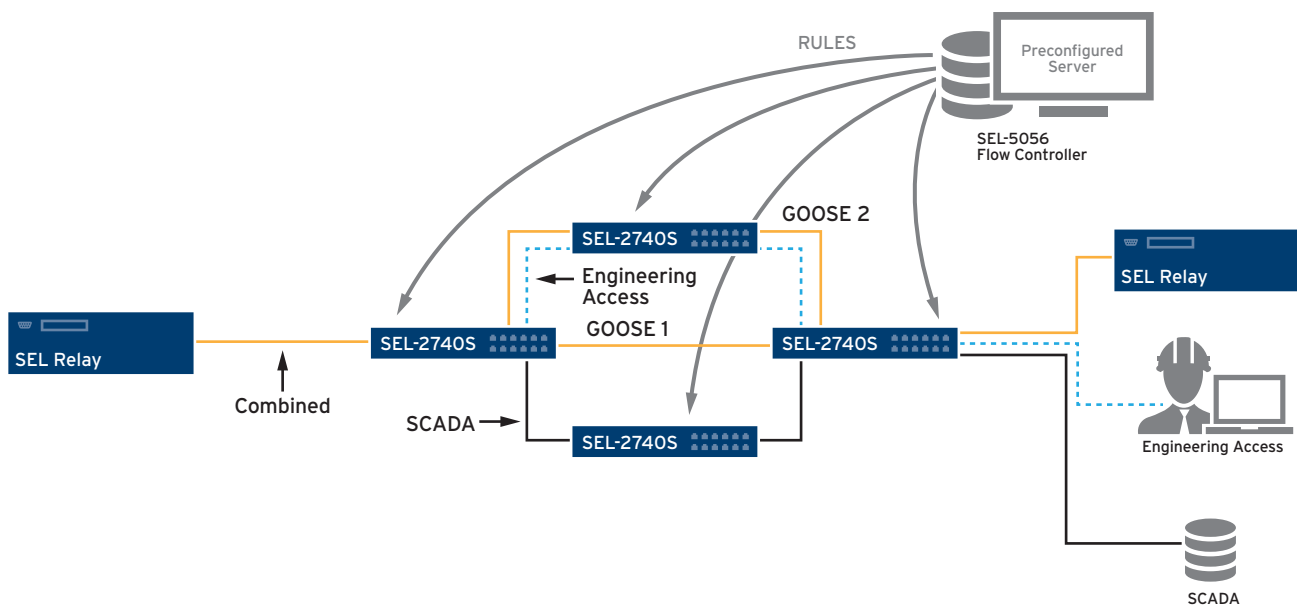 RULES
Preconfigured
Server
SEL-5056
Flow Controller
GOOSE 2
SEL-2740S
Engineering
Access
SEL Relay
GOOSE 1
SEL Relay
SEL-2740S
SEL-2740S
Combined
SCADA
SEL-2740S
Engineering Access
SCADA